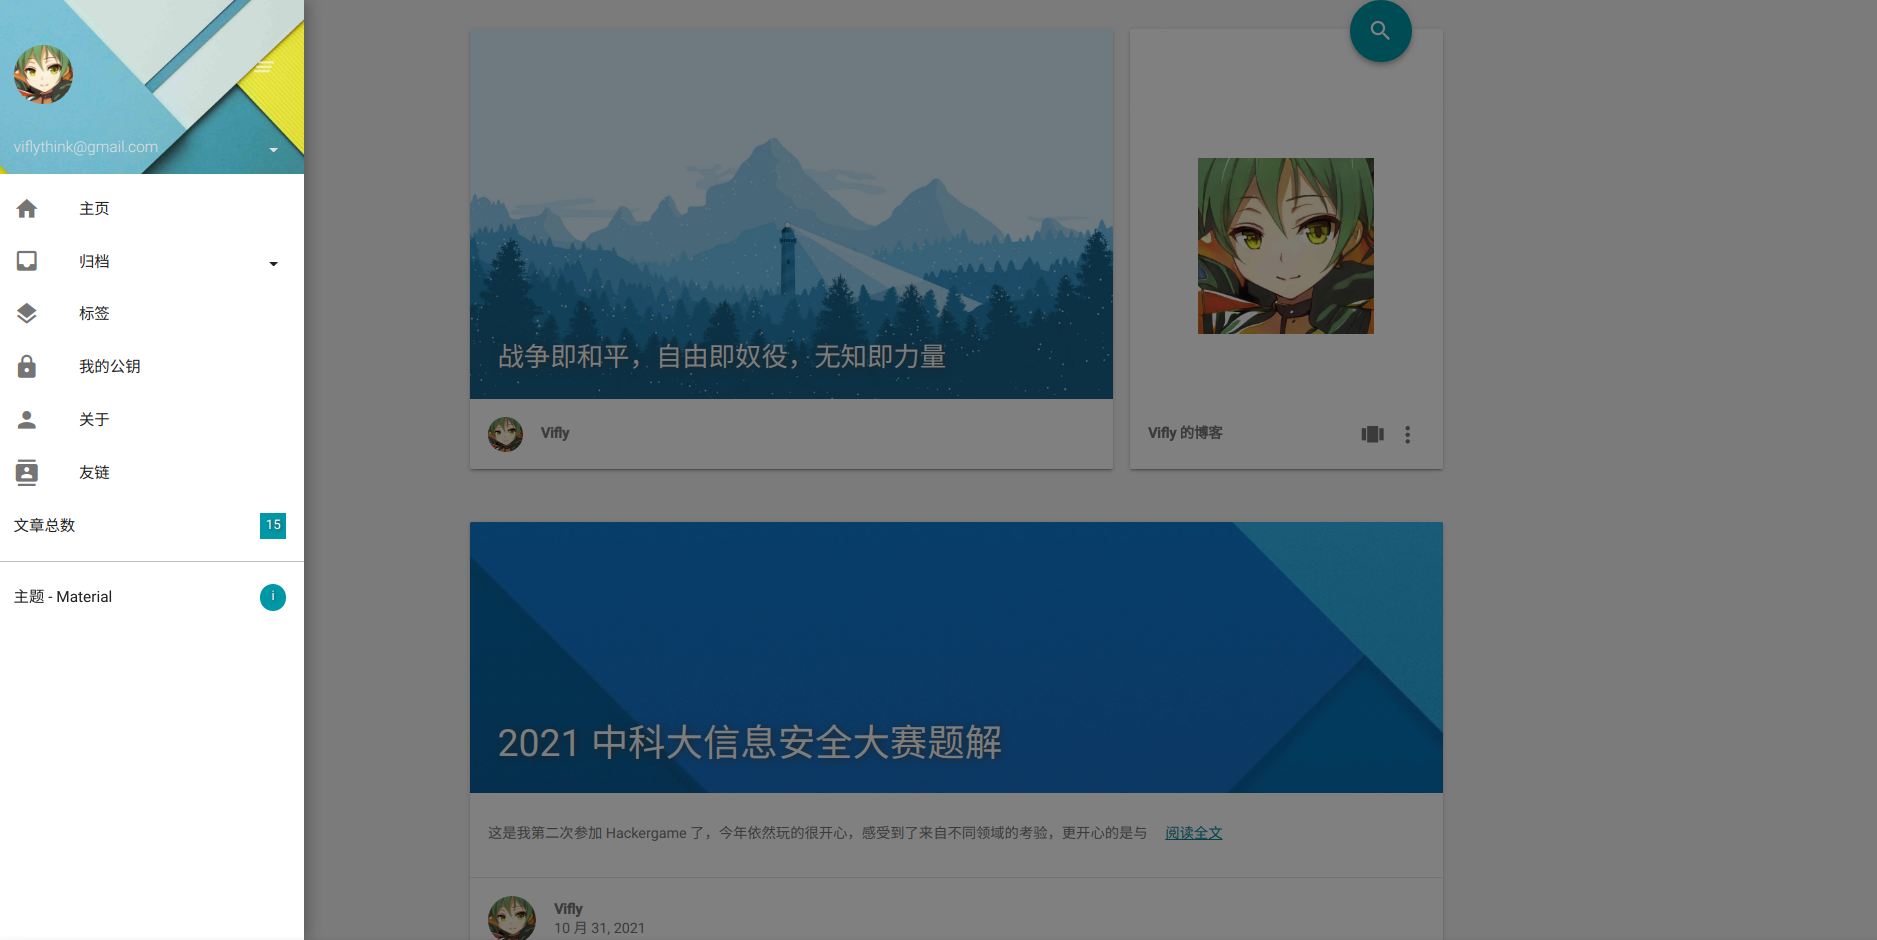 viflythink@gmail.com
主页
归档
标签
我的公钥
关于
友链
文章总数 15
主题 - Material i
战争即和平，自由即奴役，无知即力量
Vifly
Vifly 的博客
2021 中科大信息安全大赛题解
这是我第二次参加 Hackergame 了，今年依然玩的很开心，感受到了来自不同领域的考验，更开心的是与 阅读全文
Vifly
10 月 31, 2021